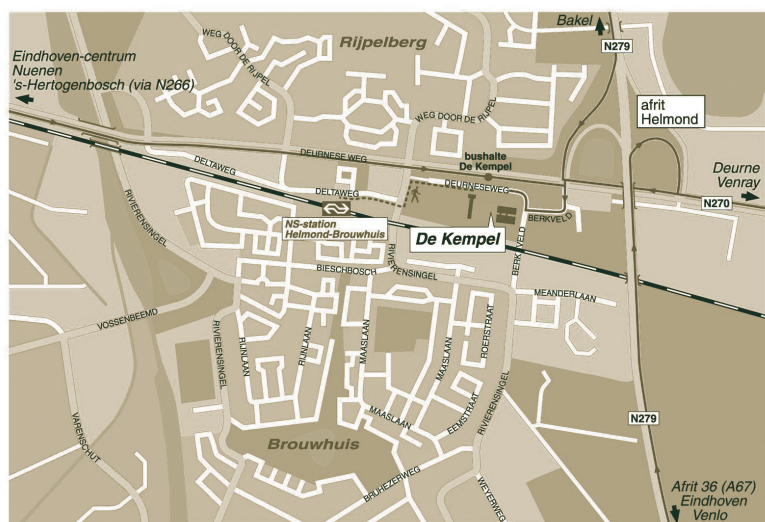 Bakel
N279
WEG DOOR DE RIJPEL
Rijpelberg
Eindhoven-centrum
Nuenen
's-Hertogenbosch (via N266)
afrit
Helmond
WEG DOOR DE RIJPEL
DEURNESE WEG
bushalte
De Kempel
Deurne
Venray
N270
DELTAWEG
DELTAWEG
DEURNESEWEG
BERKVELD
NS-station
Helmond-Brouwhuis
De Kempel
BERKVELD
RIVIERENSINGEL
BIESCHBOSCH
RIVIERENSINGEL
MEANDERLAAN
VOSSENBEEMD
RIVIERENSINGEL
RIJNLAAN
RIJNLAAN
MAASLAAN
MAASLAAN
ROERSTRAAT
RIVIERENSINGEL
MAASLAAN
EEMSTRAAT
N279
VARENSCHUT
Brouwhuis
BRUHEZERWEG
WEYERWEG
Afrit 36 (A67)
Eindhoven
Venlo